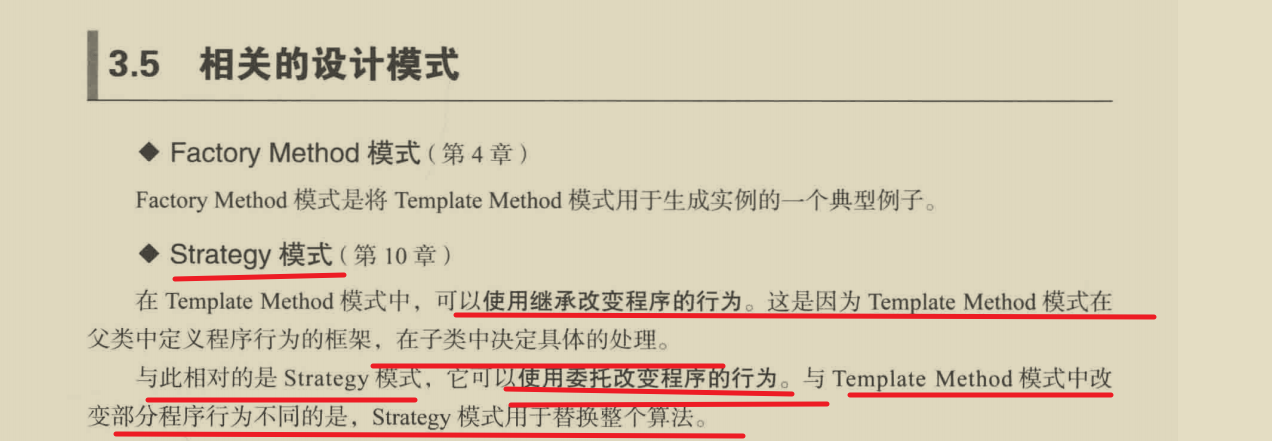 3.5 相关的设计模式
◆ Factory Method 模式（第 4 章）
Factory Method 模式是将 Template Method 模式用于生成实例的一个典型例子。
◆ Strategy 模式（第 10 章）
在 Template Method 模式中，可以使用继承改变程序的行为。这是因为 Template Method 模式在
父类中定义程序行为的框架，在子类中决定具体的处理。
与此相对的是 Strategy 模式，它可以使用委托改变程序的行为。与 Template Method 模式中改
变部分程序行为不同的是，Strategy 模式用于替换整个算法。